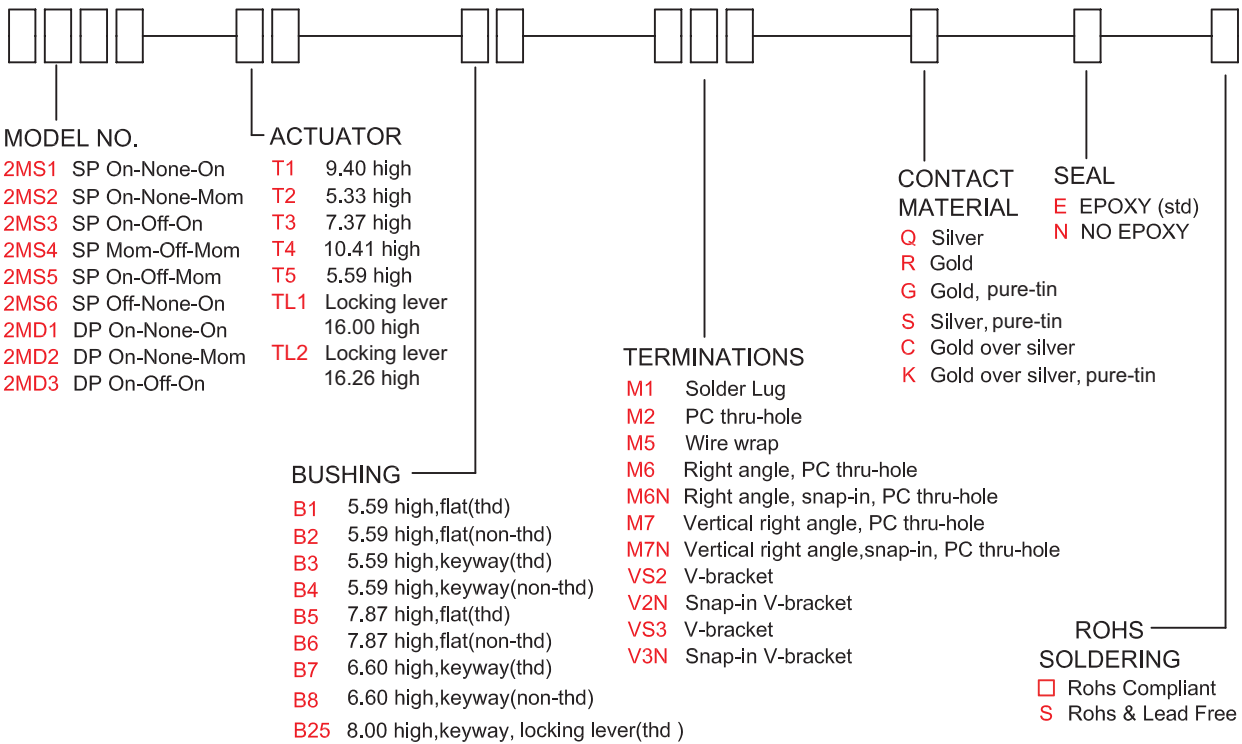 MODEL NO.
2MS1 SP On-None-On
2MS2 SP On-None-Mom
2MS3 SP On-Off-On
2MS4 SP Mom-Off-Mom
2MS5 SP On-Off-Mom
2MS6 SP Off-None-On
2MD1 DP On-None-On
2MD2 DP On-None-Mom
2MD3 DP On-Off-On
ACTUATOR
T1 9.40 high
T2 5.33 high
T3 7.37 high
T4 10.41 high
T5 5.59 high
TL1 Locking lever
16.00 high
TL2 Locking lever
16.26 high
BUSHING
B1 5.59 high,flat(thd)
B2 5.59 high,flat(non-thd)
B3 5.59 high,keyway(thd)
B4 5.59 high,keyway(non-thd)
B5 7.87 high,flat(thd)
B6 7.87 high,flat(non-thd)
B7 6.60 high,keyway(thd)
B8 6.60 high,keyway(non-thd)
B25 8.00 high,keyway, locking lever(thd )
TERMINATIONS
M1 Solder Lug
M2 PC thru-hole
M5 Wire wrap
M6 Right angle, PC thru-hole
M6N Right angle, snap-in, PC thru-hole
M7 Vertical right angle, PC thru-hole
M7N Vertical right angle,snap-in, PC thru-hole
VS2 V-bracket
V2N Snap-in V-bracket
VS3 V-bracket
V3N Snap-in V-bracket
CONTACT
MATERIAL
Q Silver
R Gold
G Gold, pure-tin
S Silver, pure-tin
C Gold over silver
K Gold over silver, pure-tin
SEAL
E EPOXY (std)
N NO EPOXY
ROHS
SOLDERING
Rohs Compliant
S Rohs & Lead Free